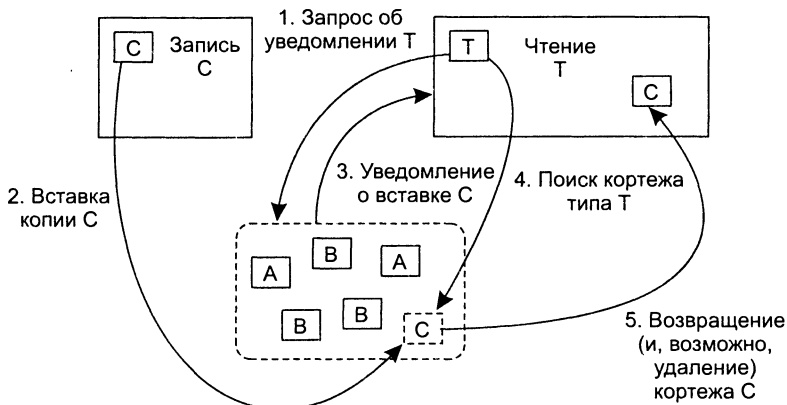 1. Запрос об
уведомлении Т
С
Запись
С
Т
Чтение
Т
С
3. Уведомление
о вставке С
4. Поиск кортежа
типа Т
2. Вставка
копии С
А
В
А
В
В
С
5. Возвращение
(и, возможно,
удаление)
кортежа С